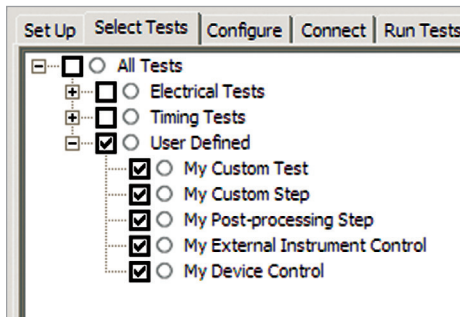 Set Up Select Tests Configure Connect Run Tests
All Tests
Electrical Tests
Timing Tests
User Defined
My Custom Test
My Custom Step
My Post-processing Step
My External Instrument Control
My Device Control